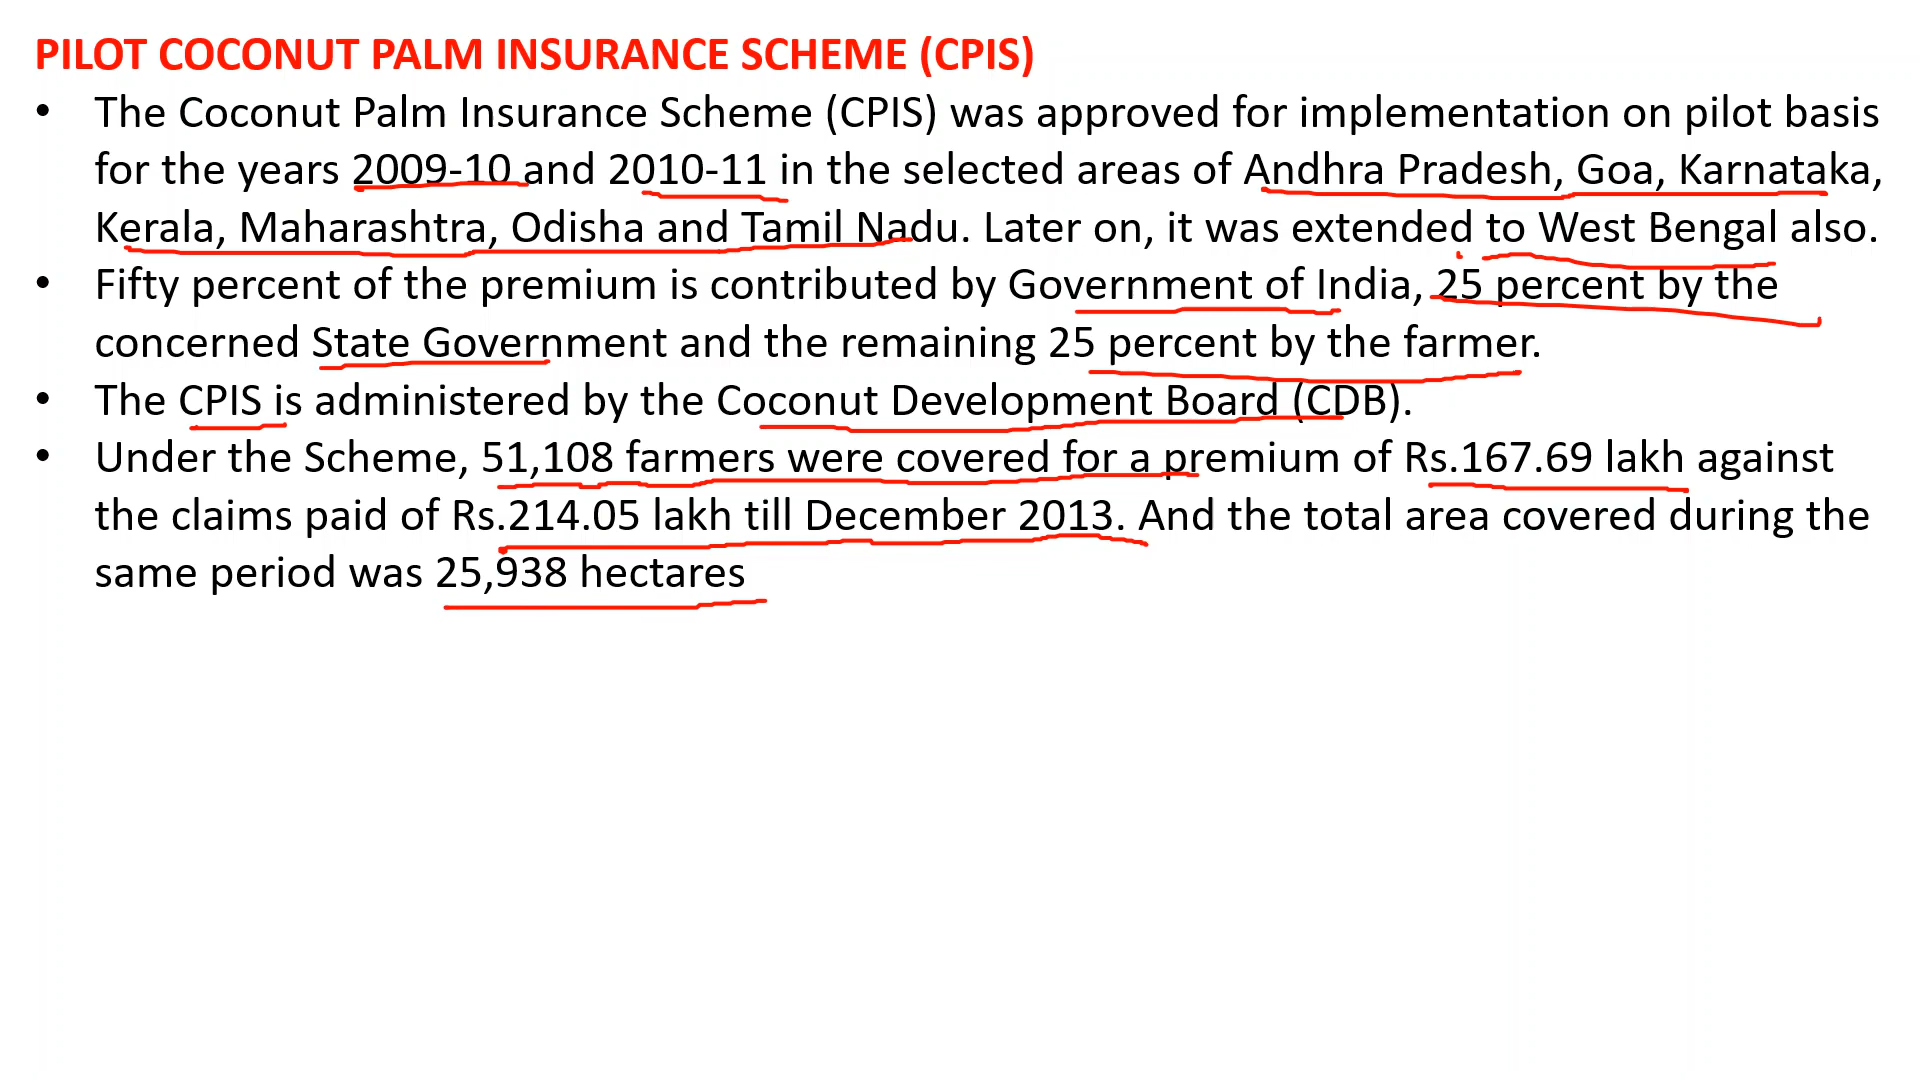 PILOT COCONUT PALM INSURANCE SCHEME (CPIS)
• The Coconut Palm Insurance Scheme (CPIS) was approved for implementation on pilot basis
for the years 2009-10 and 2010-11 in the selected areas of Andhra Pradesh, Goa, Karnataka,
Kerala, Maharashtra, Odisha and Tamil Nadu. Later on, it was extended to West Bengal also.
• Fifty percent of the premium is contributed by Government of India, 25 percent by the
concerned State Government and the remaining 25 percent by the farmer.
• The CPIS is administered by the Coconut Development Board (CDB).
• Under the Scheme, 51,108 farmers were covered for a premium of Rs.167.69 lakh against
the claims paid of Rs.214.05 lakh till December 2013. And the total area covered during the
same period was 25,938 hectares